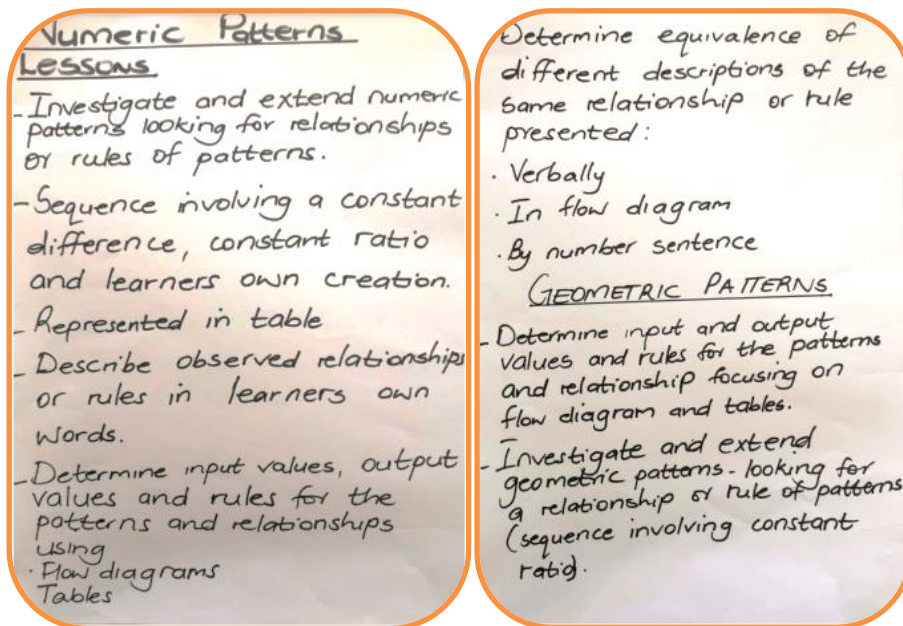 Numeric Patterns
Lessons
- Investigate and extend numeric
patterns looking for relationships
or rules of patterns.
- Sequence involving a constant
difference, constant ratio
and learners own creation.
- Represented in table
- Describe observed relationships
or rules in learners own
words.
- Determine input values, output
values and rules for the
patterns and relationships
using
· Flow diagrams
Tables
Determine equivalence of
different descriptions of the
same relationship or rule
presented:
· Verbally
· In flow diagram
· By number sentence
GEOMETRIC PATTERNS
- Determine input and output
values and rules for the patterns
and relationship focusing on
flow diagram and tables.
- Investigate and extend
geometric patterns - looking for
a relationship or rule of patterns
(sequence involving constant
ratio).